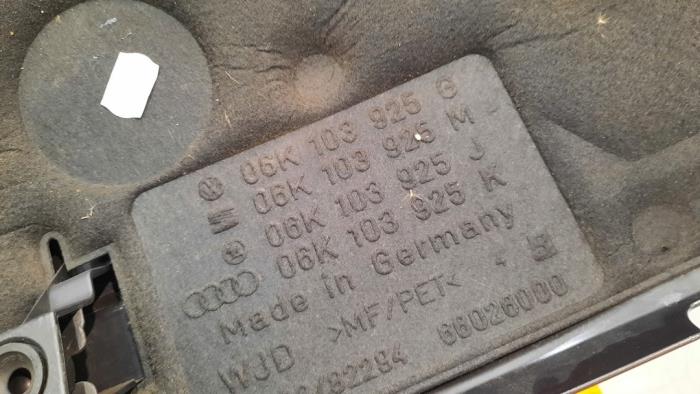 06K 103 925 G
06K 103 925 M
06K 103 925 J
06K 103 925 K
Made in Germany
WJD >MF/PET<
/82294 66026000